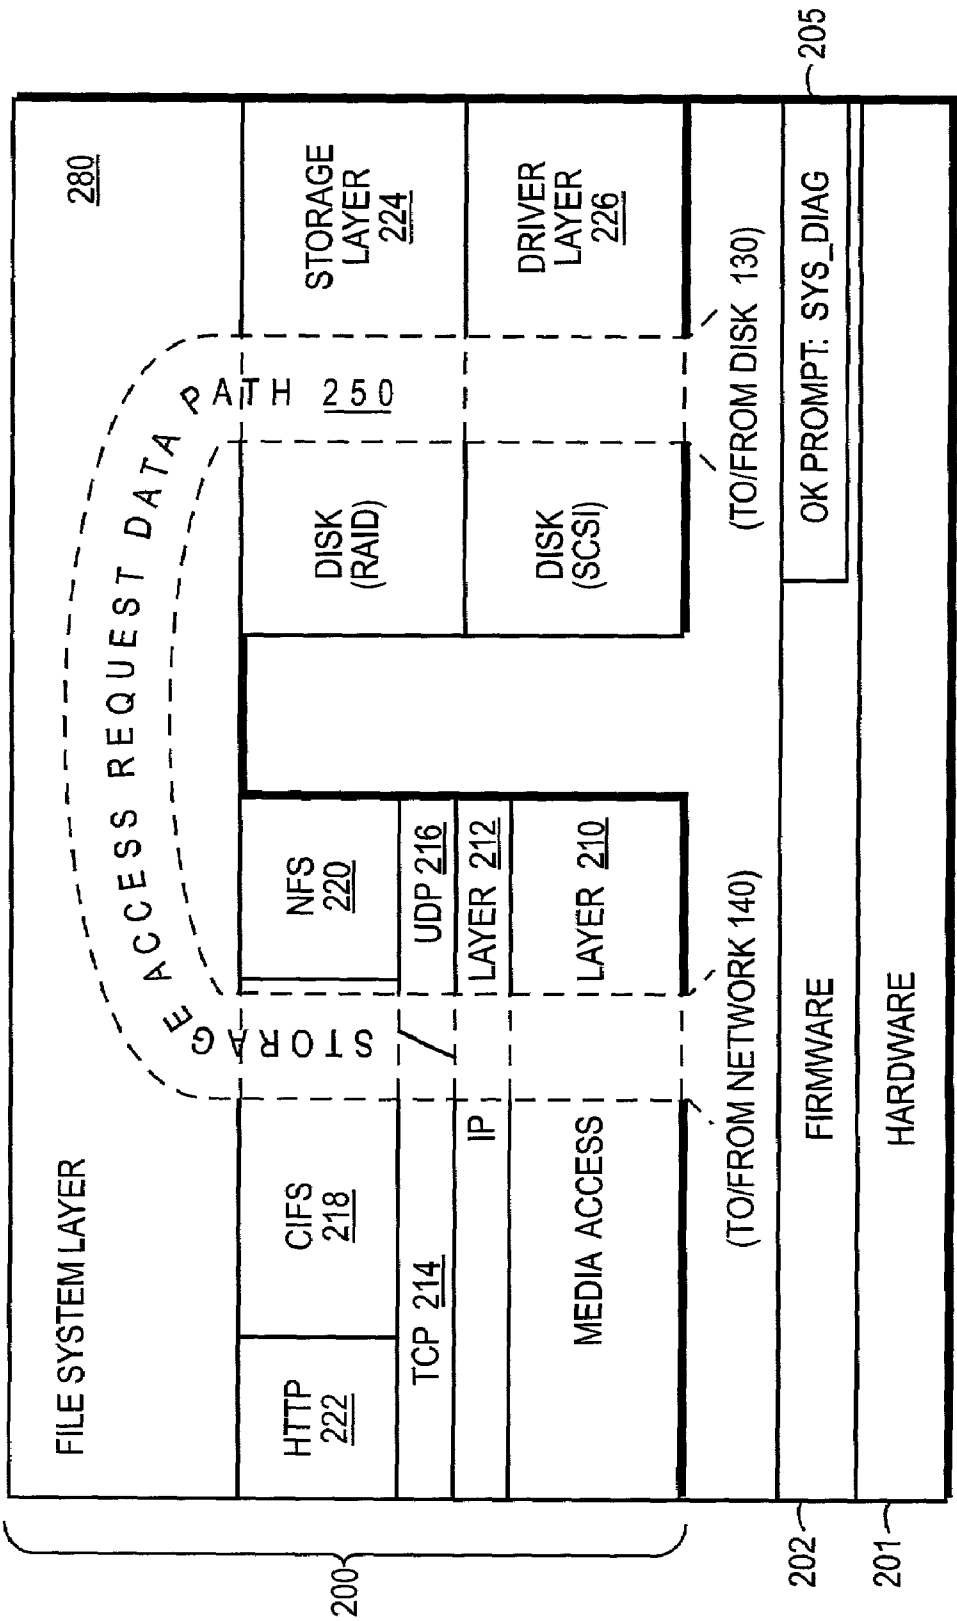 FILE SYSTEM LAYER
280
STORAGE ACCESS REQUEST DATA PATH 250
HTTP
222
CIFS
218
NFS
220
DISK
(RAID)
STORAGE
LAYER
224
TCP 214
UDP 216
IP
LAYER 212
MEDIA ACCESS
LAYER 210
DISK
(SCSI)
DRIVER
LAYER
226
200
(TO/FROM NETWORK 140)
(TO/FROM DISK 130)
202
FIRMWARE
OK PROMPT: SYS_DIAG
205
201
HARDWARE